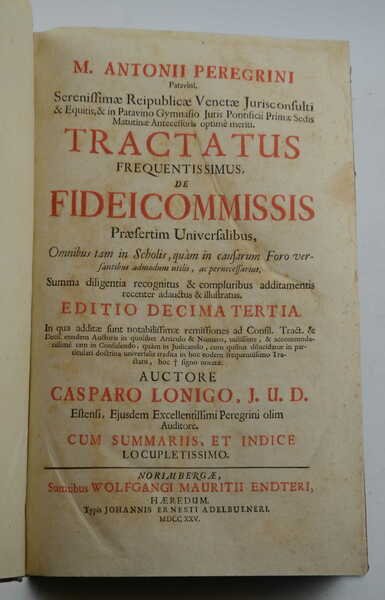 M. ANTONII PEREGRINI
Patavini,
Serenissimæ Reipublicæ Venetæ Jurisconsulti
& Equitis, & in Patavino Gymnasio Juris Pontificii Primæ Sedis
Matutinæ Antecessoris optimè meriti.
TRACTATUS
FREQUENTISSIMUS,
DE
FIDEICOMMISSIS
Præsertim Universalibus,
Omnibus tam in Scholis, quàm in causarum Foro ver-
santibus admodum utilis, ac pernecessarius,
Summa diligentia recognitus & compluribus additamentis
recenter adauctus & illustratus.
EDITIO DECIMA TERTIA.
In qua additæ sunt notabilissimæ remissiones ad Consil. Tract. &
Decis. ejusdem Authoris in quolibet Articulo & Numero, utilissimæ, & accommoda-
tissimæ tam in Consulendo, quàm in Judicando, cum quibus dilucidatur in par-
ticulari doctrina universalis tradita in hoc eodem frequentissimo Tra-
ctatu, hoc † signo notatæ.
AUCTORE
CASPARO LONIGO, J. U. D.
Estensi, Ejusdem Excellentissimi Peregrini olim
Auditore.
CUM SUMMARIIS, ET INDICE
LOCUPLETISSIMO.
NORIMBERGÆ,
Sumtibus WOLFGANGI MAURITII ENDTERI,
HÆREDUM.
Typis JOHANNIS ERNESTI ADELBULNERI.
MDCCXXV.